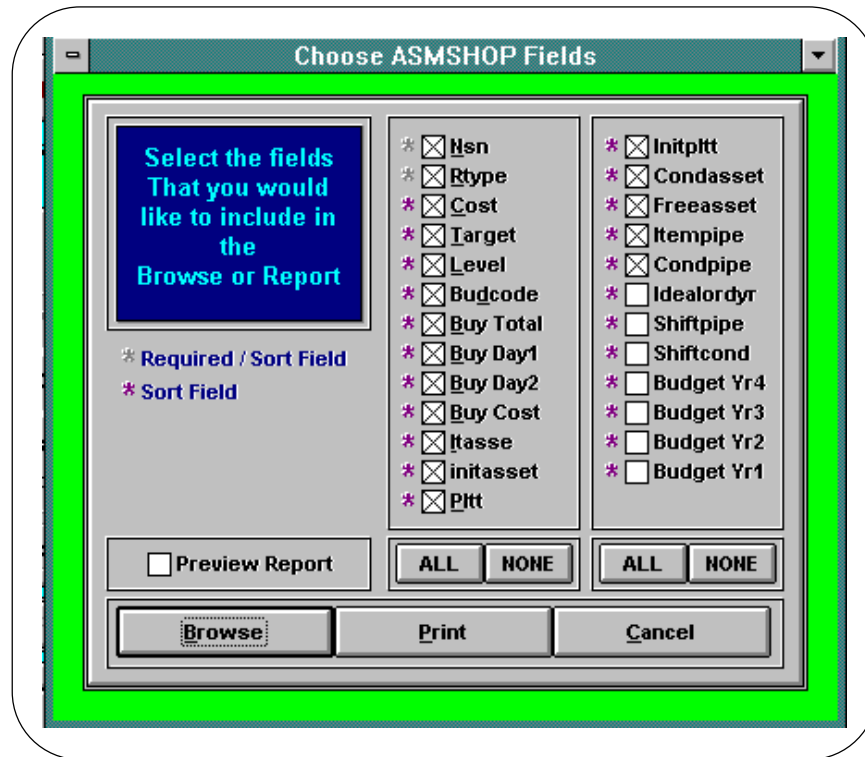 Choose ASMSHOP Fields
Select the fields
That you would
like to include in
the
Browse or Report
* Required / Sort Field
* Sort Field
* Nsn
* Rtype
* Cost
* Target
* Level
* Budcode
* Buy Total
* Buy Day1
* Buy Day2
* Buy Cost
* Itasse
* initasset
* Pltt
* Initpltt
* Condasset
* Freeasset
* Itempipe
* Condpipe
* Idealordyr
* Shiftpipe
* Shiftcond
* Budget Yr4
* Budget Yr3
* Budget Yr2
* Budget Yr1
Preview Report
ALL NONE
ALL NONE
Browse Print Cancel